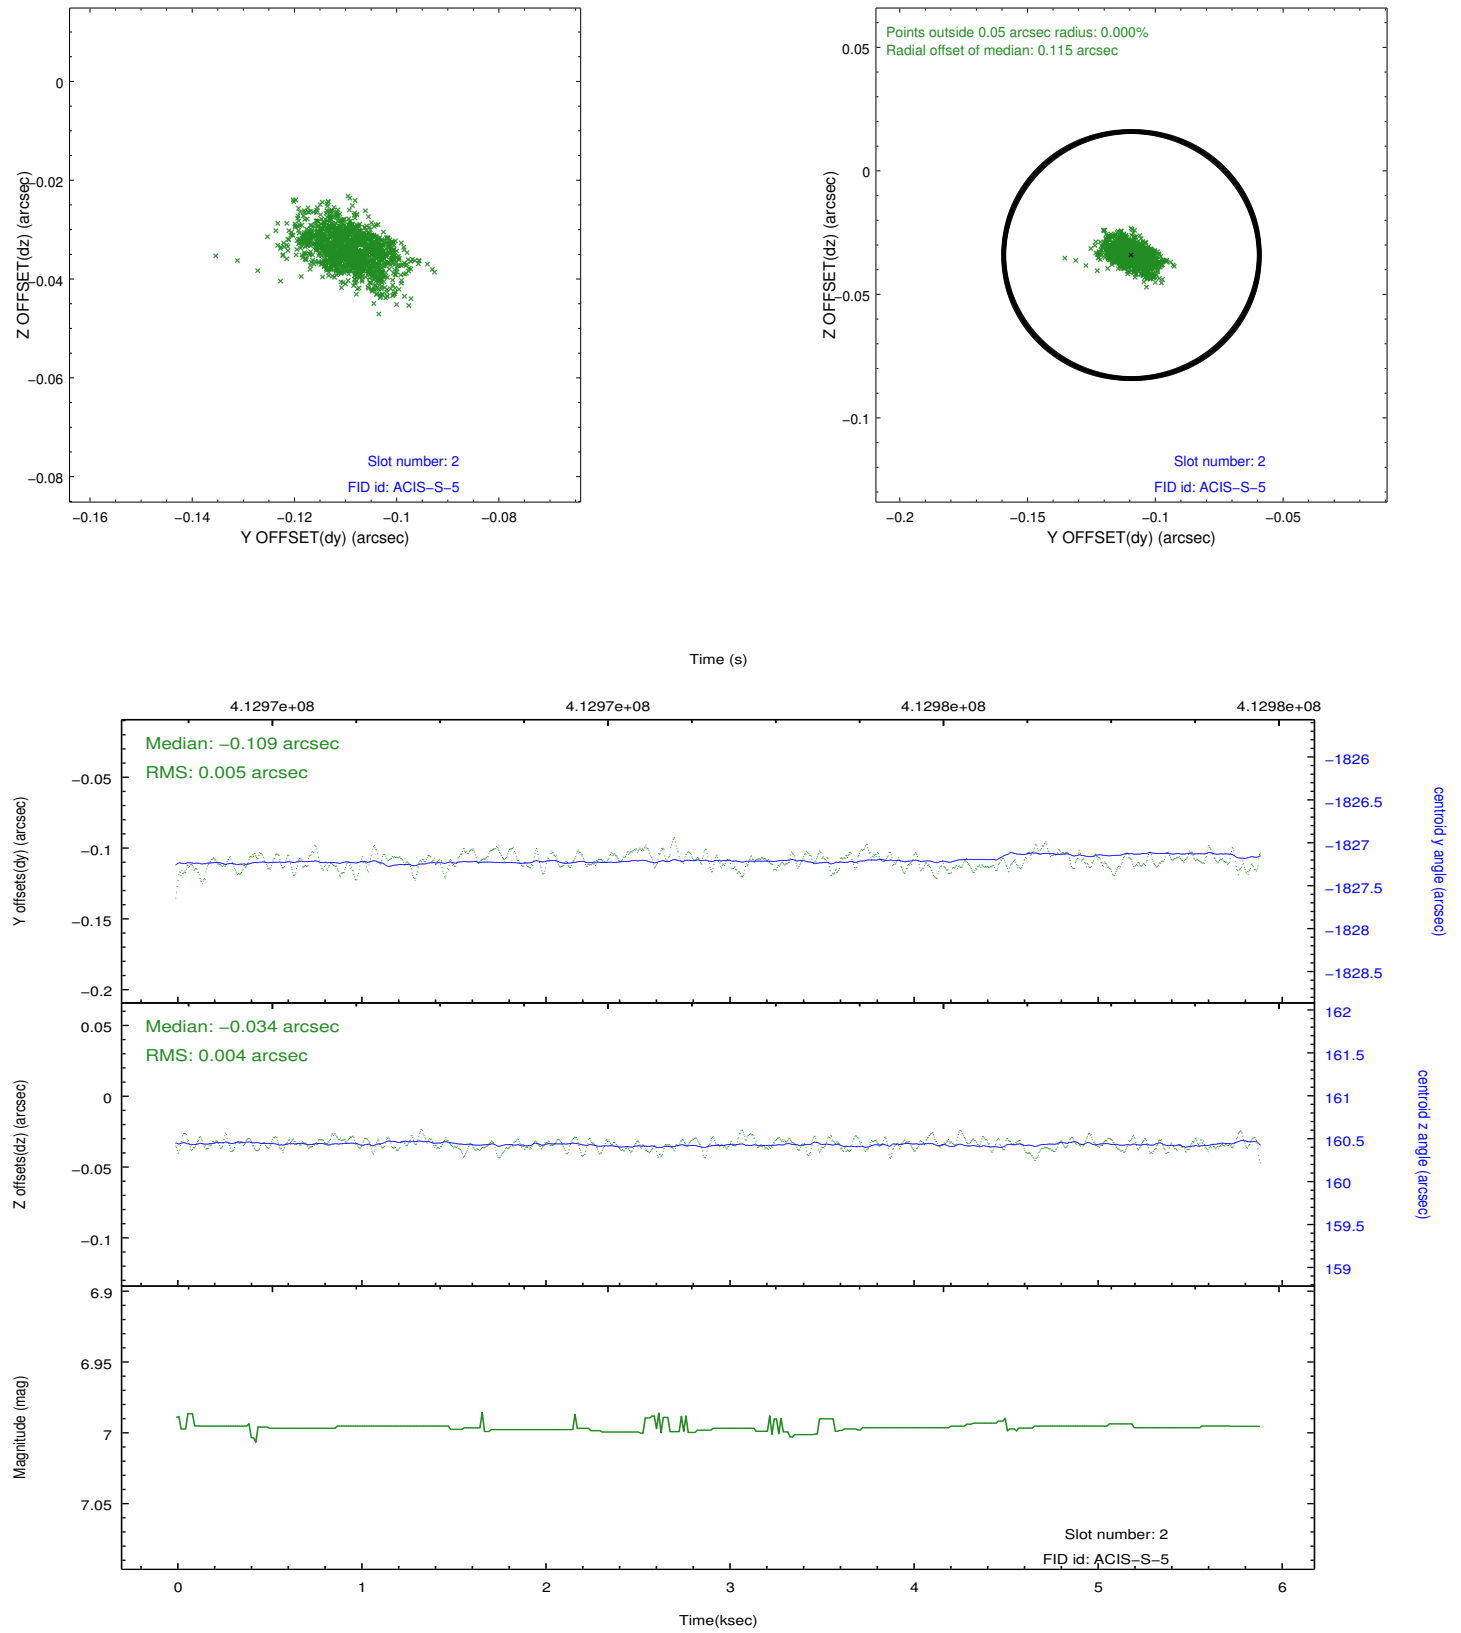 0
−0.02
−0.04
−0.06
−0.08
Z OFFSET(dz) (arcsec)
Slot number: 2
FID id: ACIS−S−5
−0.16 −0.14 −0.12 −0.1 −0.08
Y OFFSET(dy) (arcsec)
Points outside 0.05 arcsec radius: 0.000%
Radial offset of median: 0.115 arcsec
0.05
0
−0.05
−0.1
Z OFFSET(dz) (arcsec)
Slot number: 2
FID id: ACIS−S−5
−0.2 −0.15 −0.1 −0.05
Y OFFSET(dy) (arcsec)
Time (s)
4.1297e+08 4.1297e+08 4.1298e+08 4.1298e+08
Median: −0.109 arcsec
RMS: 0.005 arcsec
−0.05
−0.1
−0.15
−0.2
Y offsets(dy) (arcsec)
−1826
−1826.5
−1827
−1827.5
−1828
−1828.5
centroid y angle (arcsec)
Median: −0.034 arcsec
RMS: 0.004 arcsec
0.05
0
−0.05
−0.1
Z offsets(dz) (arcsec)
162
161.5
161
160.5
160
159.5
159
centroid z angle (arcsec)
6.9
6.95
7
7.05
Magnitude (mag)
Slot number: 2
FID id: ACIS−S−5
0 1 2 3 4 5 6
Time(ksec)